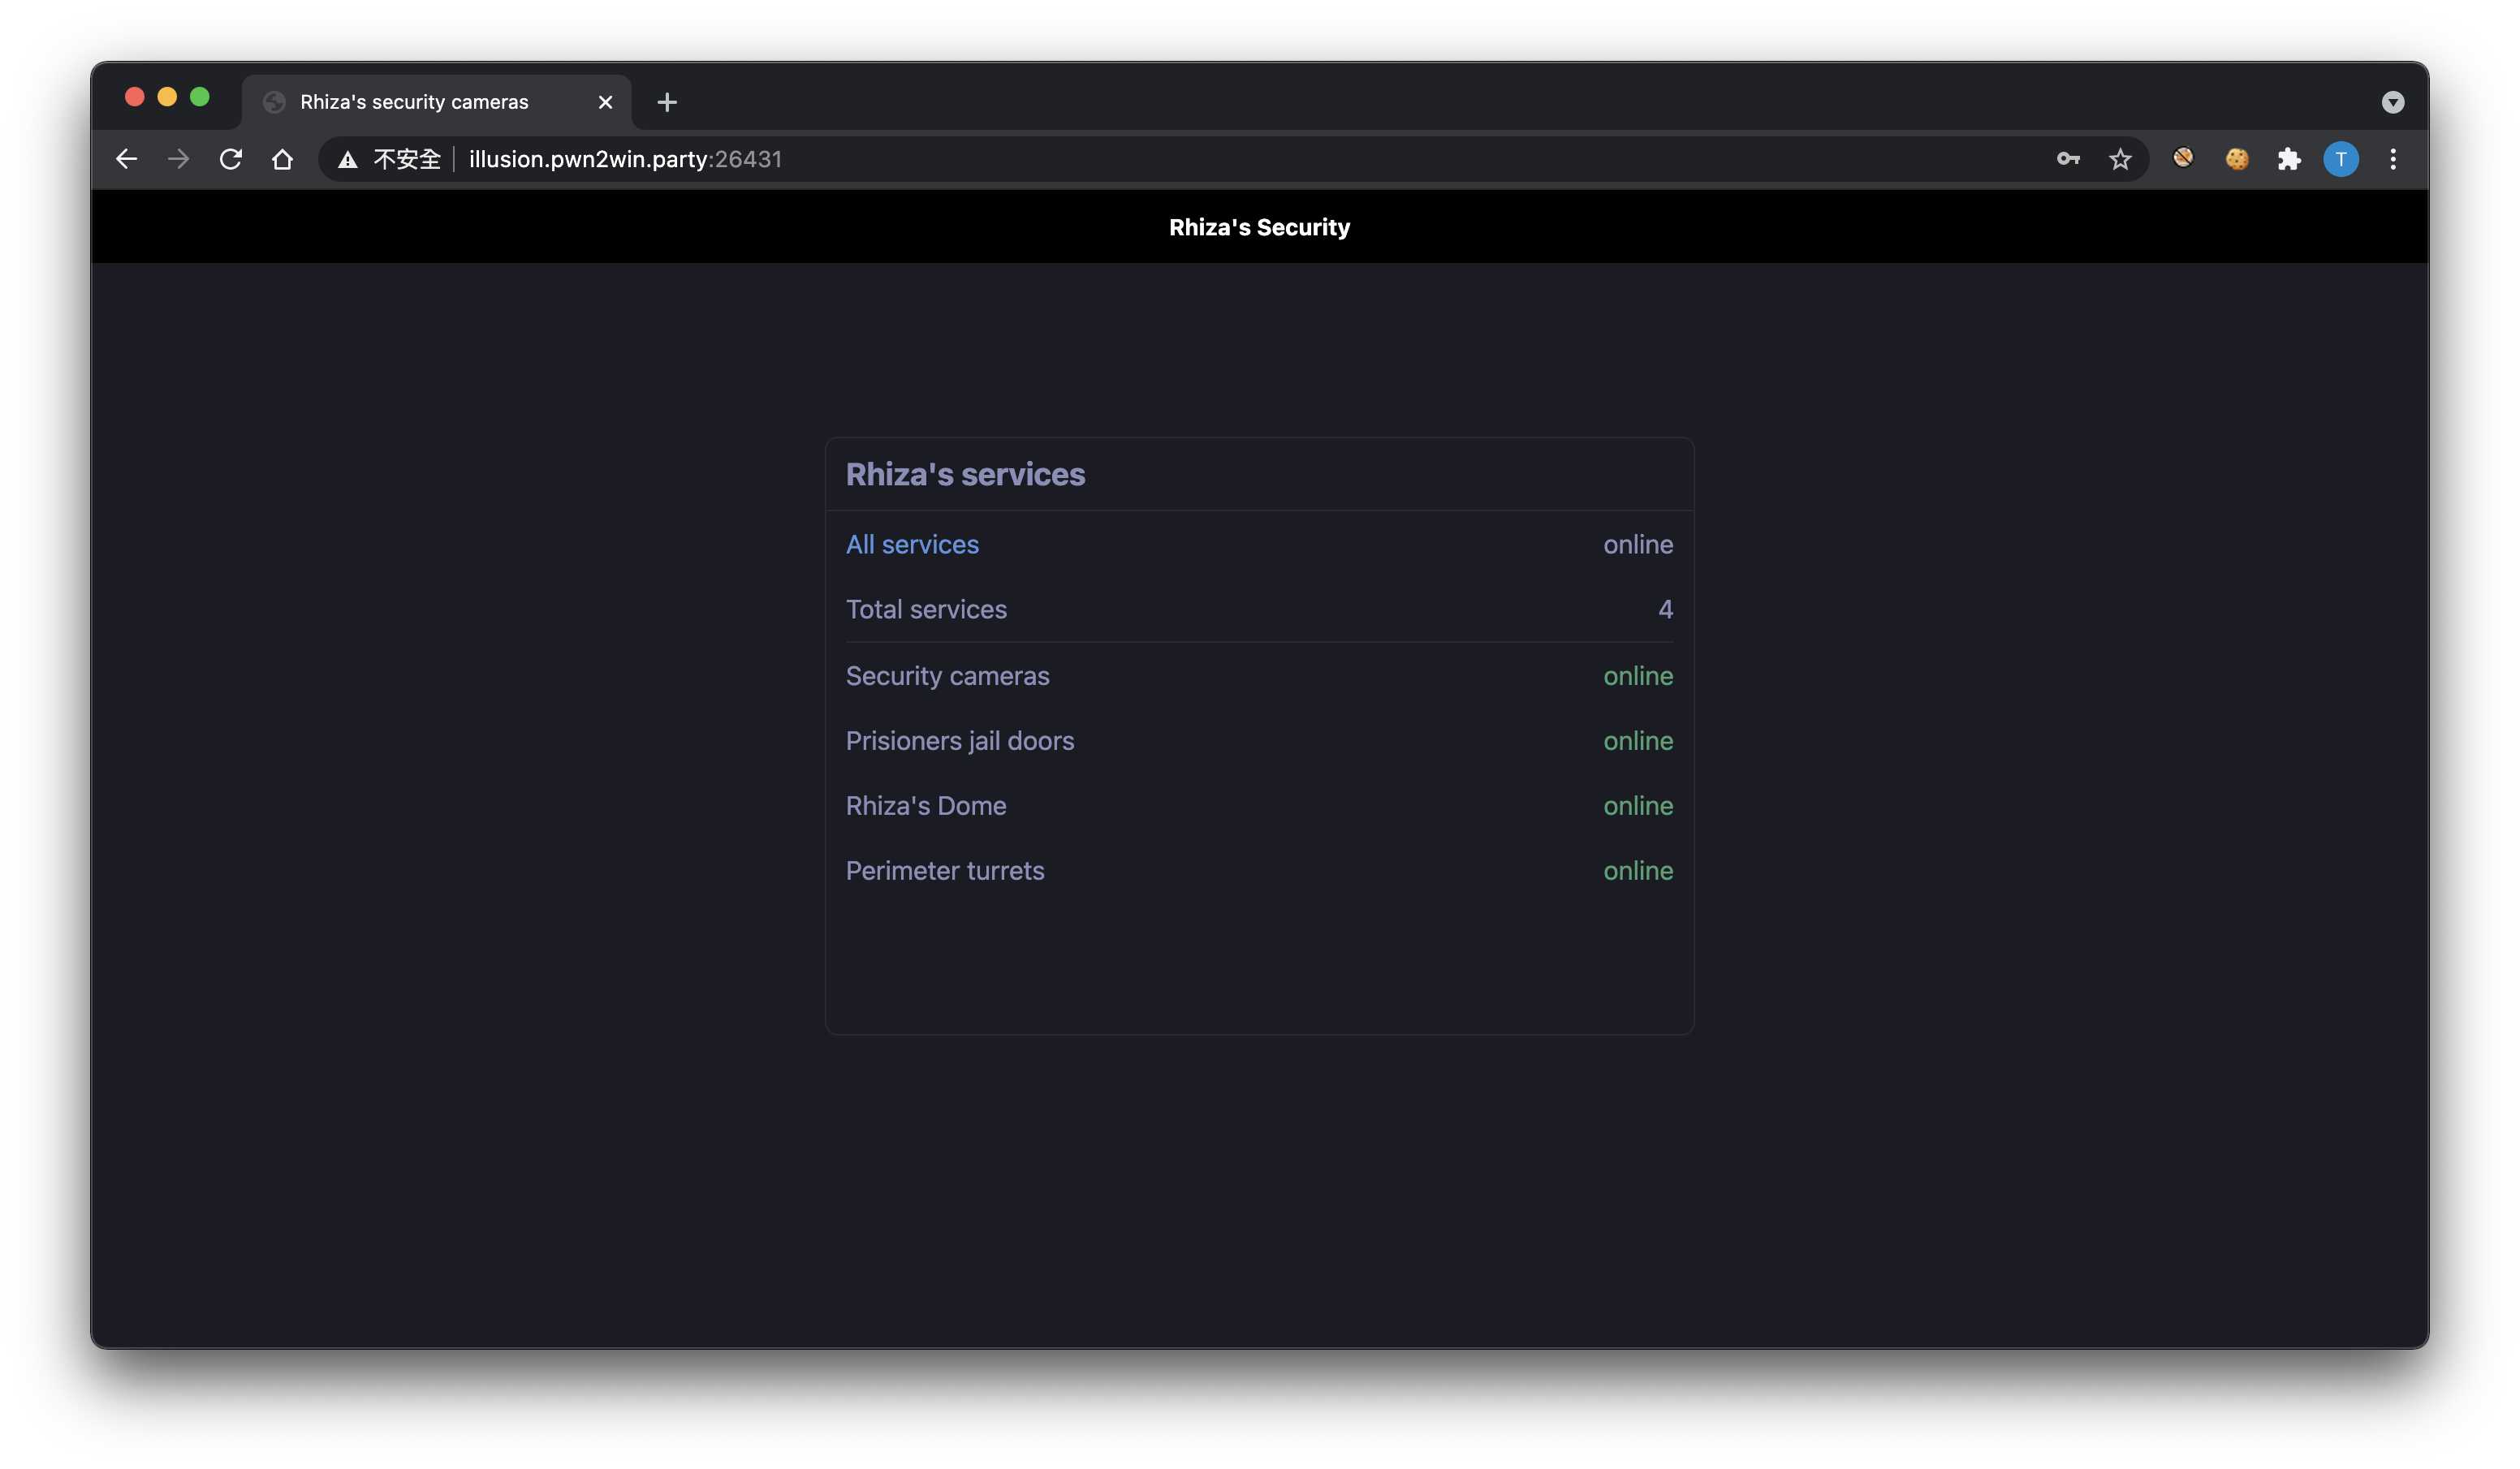 Rhiza's security cameras
不安全 illusion.pwn2win.party:26431
T
Rhiza's Security
Rhiza's services
All services online
Total services 4
Security cameras online
Prisioners jail doors online
Rhiza's Dome online
Perimeter turrets online